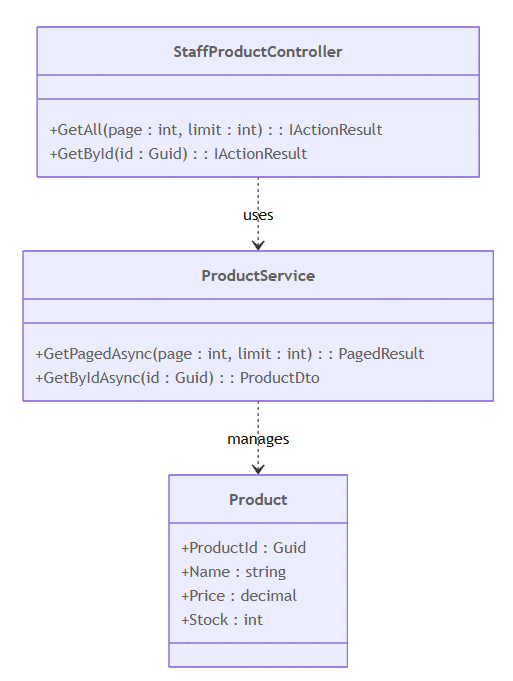 StaffProductController
+GetAll(page : int, limit : int) : : IActionResult
+GetById(id : Guid) : : IActionResult
uses
ProductService
+GetPagedAsync(page : int, limit : int) : : PagedResult
+GetByIdAsync(id : Guid) : : ProductDto
manages
Product
+ProductId : Guid
+Name : string
+Price : decimal
+Stock : int